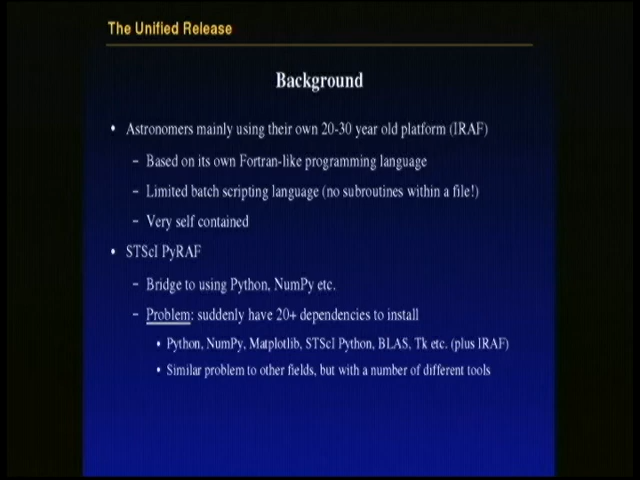 The Unified Release
Background
• Astronomers mainly using their own 20-30 year old platform (IRAF)
– Based on its own Fortran-like programming language
– Limited batch scripting language (no subroutines within a file!)
– Very self contained
• STScI PyRAF
– Bridge to using Python, NumPy etc.
– Problem: suddenly have 20+ dependencies to install
• Python, NumPy, Matplotlib, STScI Python, BLAS, Tk etc. (plus IRAF)
• Similar problem to other fields, but with a number of different tools